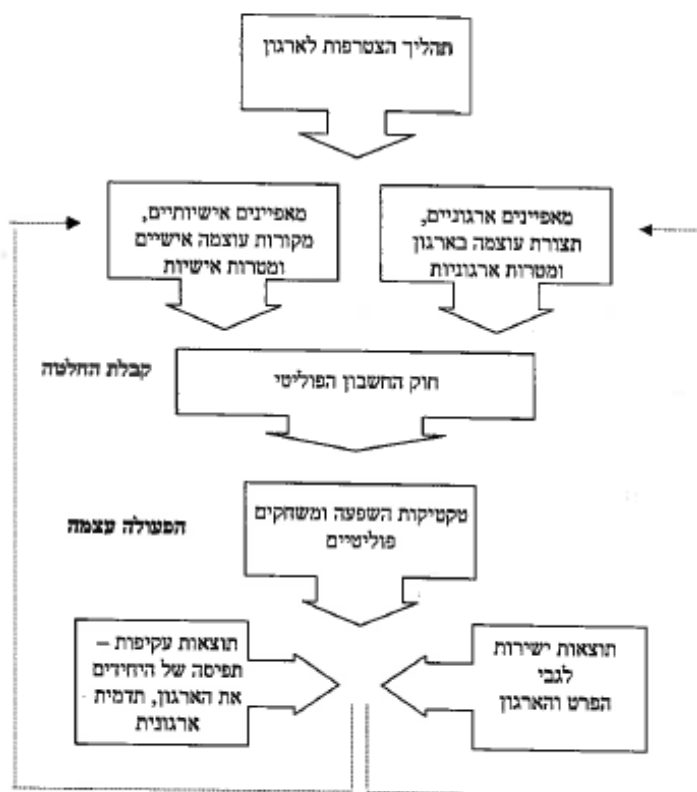 תהליך הצטרפות לארגון
מאפיינים ארגוניים,
תצורת עוצמה בארגון
ומטרות ארגוניות
מאפיינים אישיותיים,
מקורות עוצמה אישיים
ומטרות אישיות
קבלת החלטה
חוק החשבון הפוליטי
הפעולה עצמה
טקטיקות השפעה ומשחקים
פוליטיים
תוצאות ישירות
לגבי
הפרט והארגון
תוצאות עקיפות –
תפיסה של היחידים
את הארגון, תדמית
ארגונית